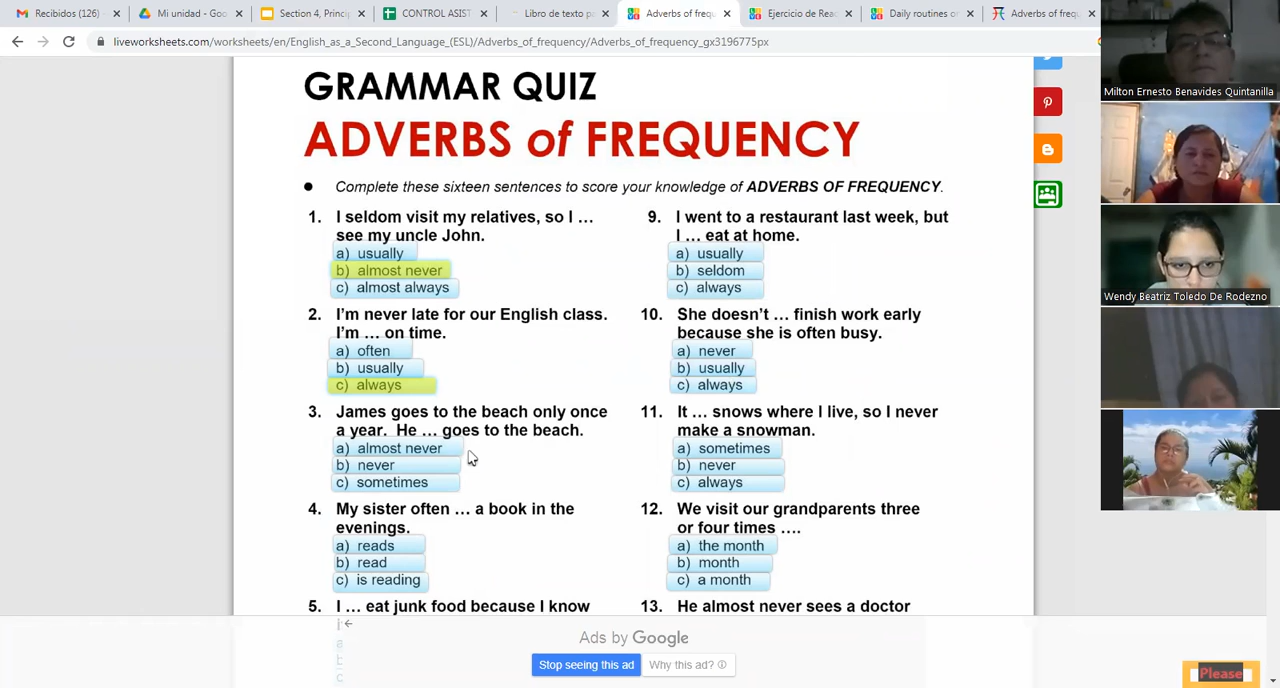 Recibidos (126)
Mi unidad - Goo
Section 4, Princi
CONTROL ASIST
Libro de texto pa
Adverbs of frequ
Ejercicio de Rea
Daily routines or
Adverbs of frequ
liveworksheets.com/worksheets/en/English_as_a_Second_Language_(ESL)/Adverbs_of_frequency/Adverbs_of_frequency_gx3196775px
GRAMMAR QUIZ
ADVERBS of FREQUENCY
● Complete these sixteen sentences to score your knowledge of ADVERBS OF FREQUENCY.
1. I seldom visit my relatives, so I …
see my uncle John.
a) usually
b) almost never
c) almost always
2. I’m never late for our English class.
I’m … on time.
a) often
b) usually
c) always
3. James goes to the beach only once
a year. He … goes to the beach.
a) almost never
b) never
c) sometimes
4. My sister often … a book in the
evenings.
a) reads
b) read
c) is reading
5. I … eat junk food because I know
9. I went to a restaurant last week, but
I … eat at home.
a) usually
b) seldom
c) always
10. She doesn’t … finish work early
because she is often busy.
a) never
b) usually
c) always
11. It … snows where I live, so I never
make a snowman.
a) sometimes
b) never
c) always
12. We visit our grandparents three
or four times ….
a) the month
b) month
c) a month
13. He almost never sees a doctor
Ads by Google
Stop seeing this ad
Why this ad?
Milton Ernesto Benavides Quintanilla
Wendy Beatriz Toledo De Rodezno
Please